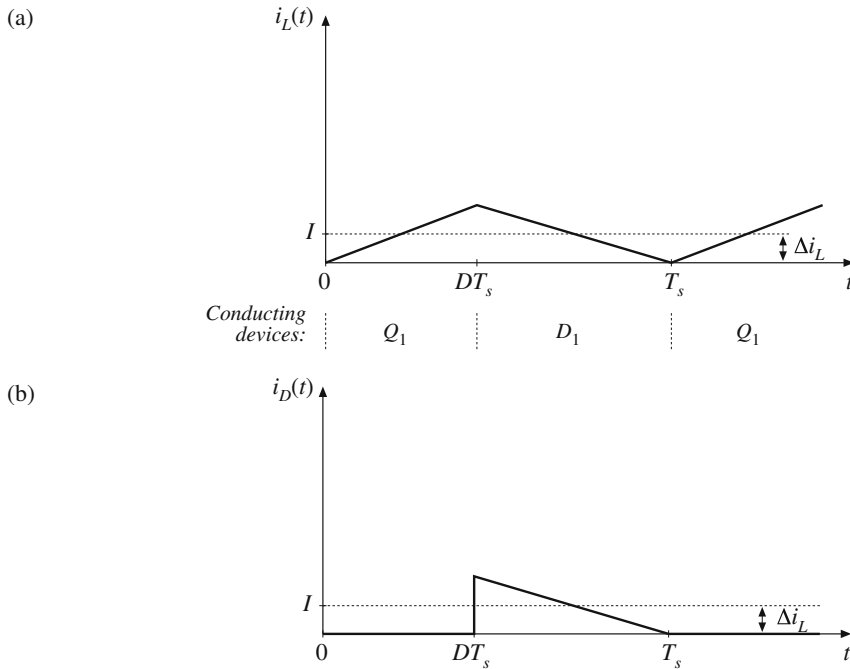 (a)
i_L(t)
I
Δi_L
0 DT_s T_s t
Conducting
devices: Q_1 D_1 Q_1
(b)
i_D(t)
I
Δi_L
0 DT_s T_s t